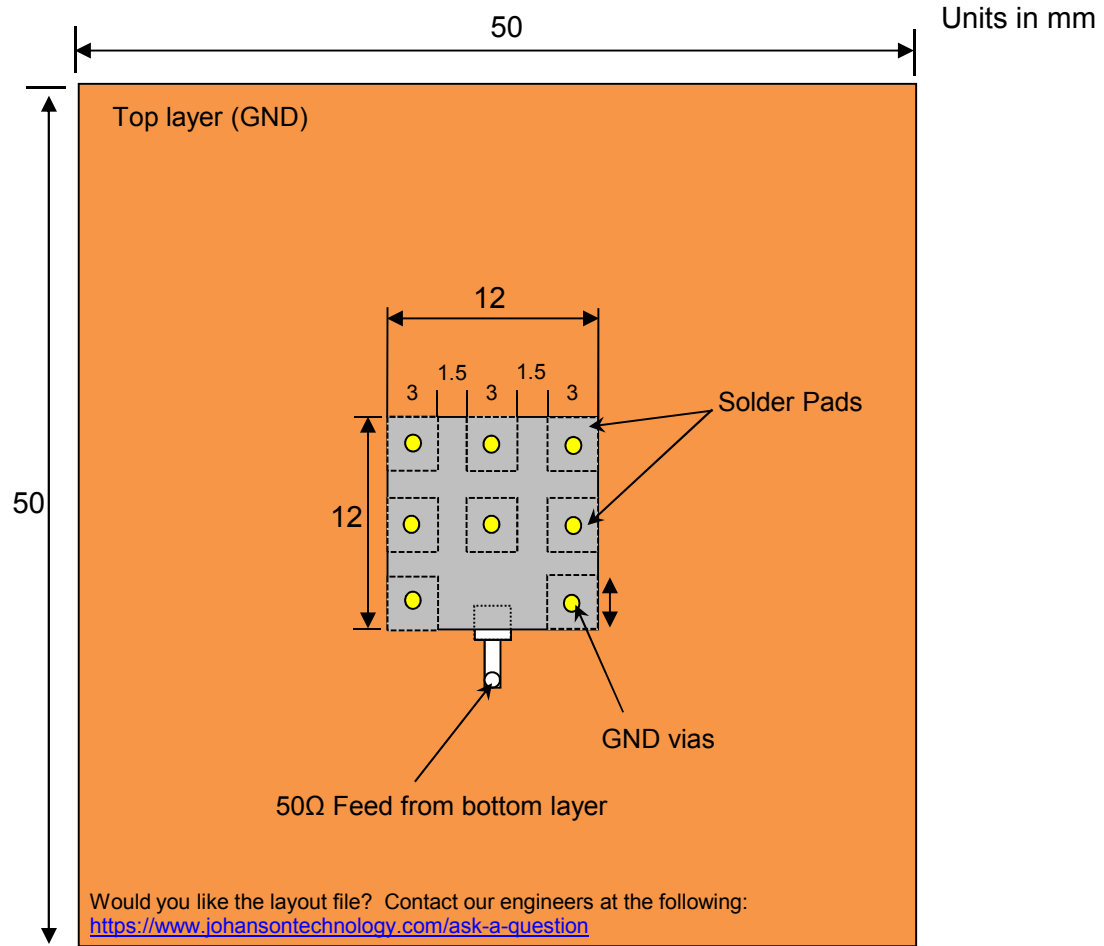 Units in mm
50
Top layer (GND)
12
3 1.5 3 1.5 3
Solder Pads
50
12
GND vias
50Ω Feed from bottom layer
Would you like the layout file? Contact our engineers at the following:
https://www.johansontechnology.com/ask-a-question